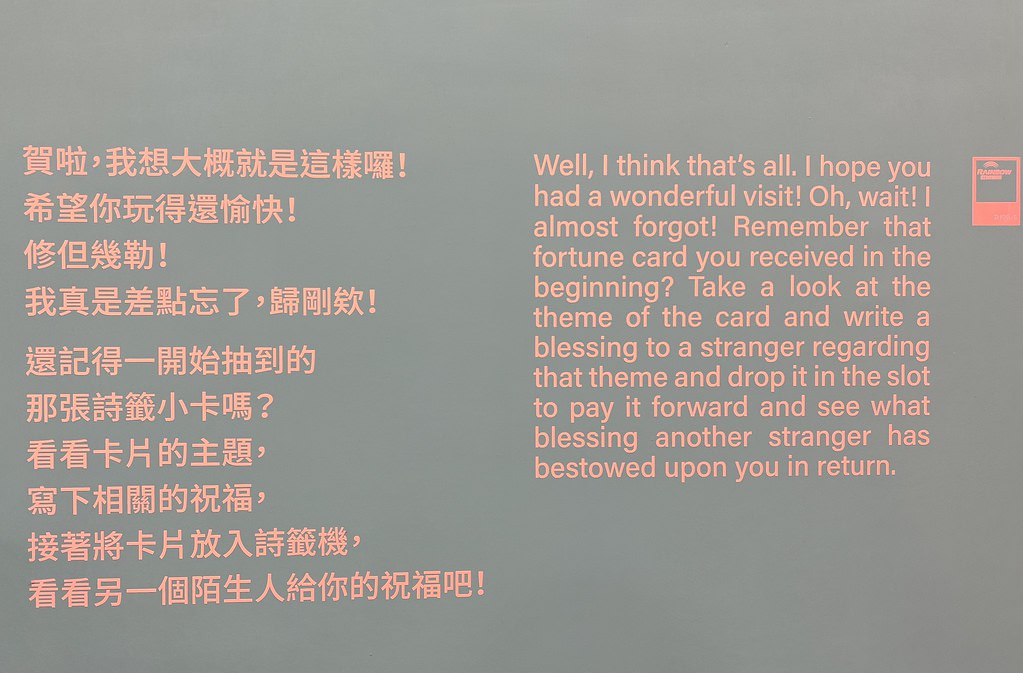 賀啦，我想大概就是這樣囉！
希望你玩得還愉快！
修但幾勒！
我真是差點忘了，歸剛欸！
還記得一開始抽到的
那張詩籤小卡嗎？
看看卡片的主題，
寫下相關的祝福，
接著將卡片放入詩籤機，
看看另一個陌生人給你的祝福吧！
Well, I think that’s all. I hope you
had a wonderful visit! Oh, wait! I
almost forgot! Remember that
fortune card you received in the
beginning? Take a look at the
theme of the card and write a
blessing to a stranger regarding
that theme and drop it in the slot
to pay it forward and see what
blessing another stranger has
bestowed upon you in return.
RAINBOW